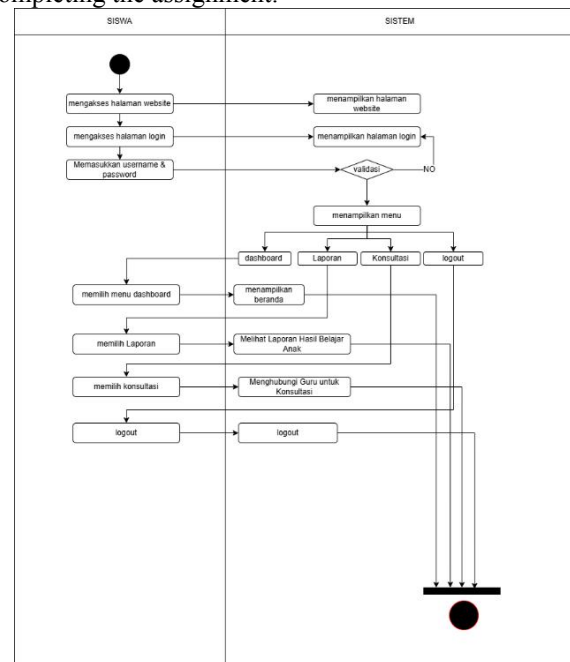 ompleting the assignment.
SISWA
SISTEM
mengakses halaman website
menampilkan halaman
website
mengakses halaman login
menampilkan halaman login
Memasukkan username &
password
validasi
NO
menampilkan menu
dashboard
Laporan
Konsultasi
logout
memilih menu dashboard
menampilkan
beranda
memilih Laporan
Melihat Laporan Hasil Belajar
Anak
memilih konsultasi
Menghubungi Guru untuk
Konsultasi
logout
logout